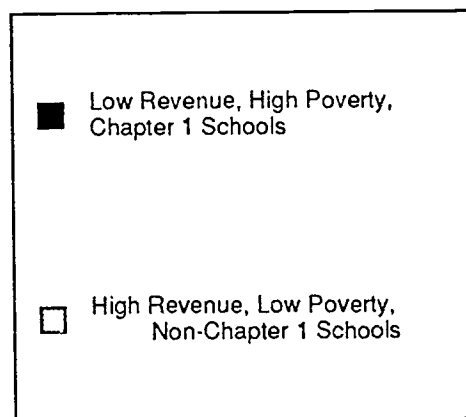 Low Revenue, High Poverty,
Chapter 1 Schools
High Revenue, Low Poverty,
Non-Chapter 1 Schools